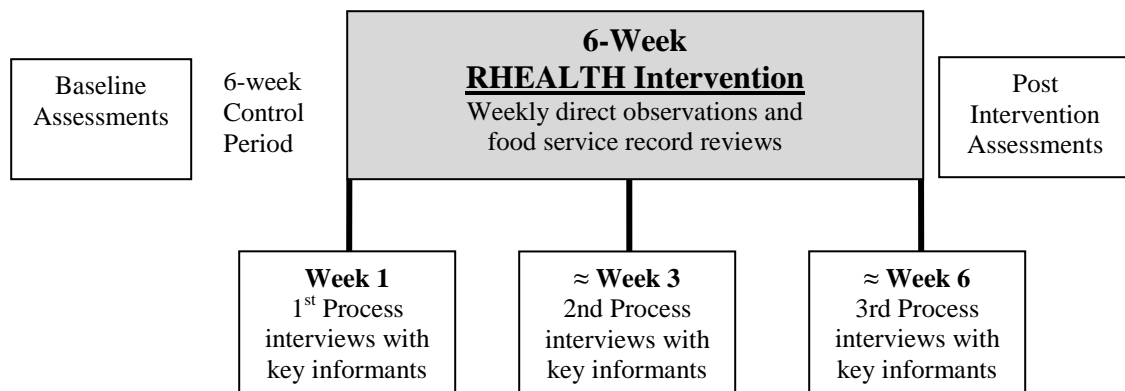 Baseline
Assessments
6-week
Control
Period
6-Week
RHEALTH Intervention
Weekly direct observations and
food service record reviews
Post
Intervention
Assessments
Week 1
1st Process
interviews with
key informants
≈ Week 3
2nd Process
interviews with
key informants
≈ Week 6
3rd Process
interviews with
key informants